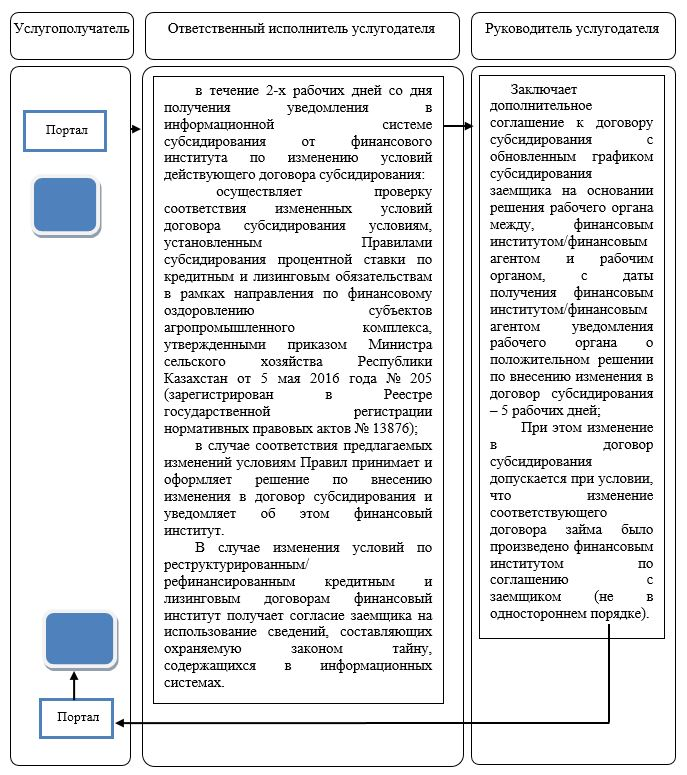 Услугополучатель
Ответственный исполнитель услугодателя
Руководитель услугодателя
Портал
в течение 2-х рабочих дней со дня
получения уведомления в
информационной системе
субсидирования от финансового
института по изменению условий
действующего договора субсидирования:
осуществляет проверку
соответствия измененных условий
договора субсидирования условиям,
установленным Правилами
субсидирования процентной ставки по
кредитным и лизинговым обязательствам
в рамках направления по финансовому
оздоровлению субъектов
агропромышленного комплекса,
утвержденными приказом Министра
сельского хозяйства Республики
Казахстан от 5 мая 2016 года № 205
(зарегистрирован в Реестре
государственной регистрации
нормативных правовых актов № 13876);
в случае соответствия предлагаемых
изменений условиям Правил принимает и
оформляет решение по внесению
изменения в договор субсидирования и
уведомляет об этом финансовый
институт.
В случае изменения условий по
реструктурированным/
рефинансированным кредитным и
лизинговым договорам финансовый
институт получает согласие заемщика на
использование сведений, составляющих
охраняемую законом тайну,
содержащихся в информационных
системах.
Заключает
дополнительное
соглашение к договору
субсидирования с
обновленным графиком
субсидирования
заемщика на основании
решения рабочего органа
между, финансовым
институтом/финансовым
агентом и рабочим
органом, с даты
получения финансовым
институтом/финансовым
агентом уведомления
рабочего органа о
положительном решении
по внесению изменения в
договор субсидирования
– 5 рабочих дней;
При этом изменение
в договор
субсидирования
допускается при условии,
что изменение
соответствующего
договора займа было
произведено финансовым
институтом по
соглашению с
заемщиком (не в
одностороннем порядке).
Портал